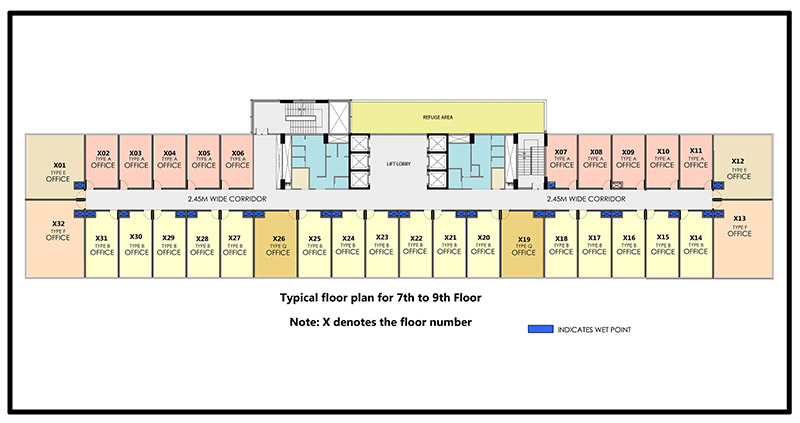 REFUGE AREA
X01
TYPE E
OFFICE
X02
TYPE A
OFFICE
X03
TYPE A
OFFICE
X04
TYPE A
OFFICE
X05
TYPE A
OFFICE
X06
TYPE A
OFFICE
LIFT LOBBY
X07
TYPE A
OFFICE
X08
TYPE A
OFFICE
X09
TYPE A
OFFICE
X10
TYPE A
OFFICE
X11
TYPE A
OFFICE
X12
TYPE E
OFFICE
2.45M WIDE CORRIDOR
2.45M WIDE CORRIDOR
X32
TYPE F
OFFICE
X31
TYPE B
OFFICE
X30
TYPE B
OFFICE
X29
TYPE B
OFFICE
X28
TYPE B
OFFICE
X27
TYPE B
OFFICE
X26
TYPE Q
OFFICE
X25
TYPE B
OFFICE
X24
TYPE B
OFFICE
X23
TYPE B
OFFICE
X22
TYPE B
OFFICE
X21
TYPE B
OFFICE
X20
TYPE B
OFFICE
X19
TYPE Q
OFFICE
X18
TYPE B
OFFICE
X17
TYPE B
OFFICE
X16
TYPE B
OFFICE
X15
TYPE B
OFFICE
X14
TYPE B
OFFICE
X13
TYPE F
OFFICE
Typical floor plan for 7th to 9th Floor
Note: X denotes the floor number
INDICATES WET POINT